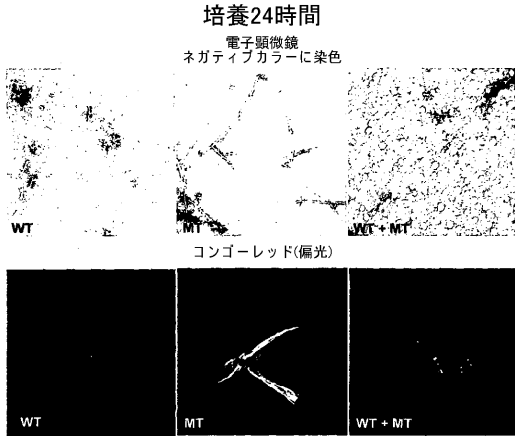 培養24時間
電子顕微鏡
ネガティブカラーに染色
WT
MT
WT + MT
コンゴーレッド(偏光)
WT
MT
WT + MT